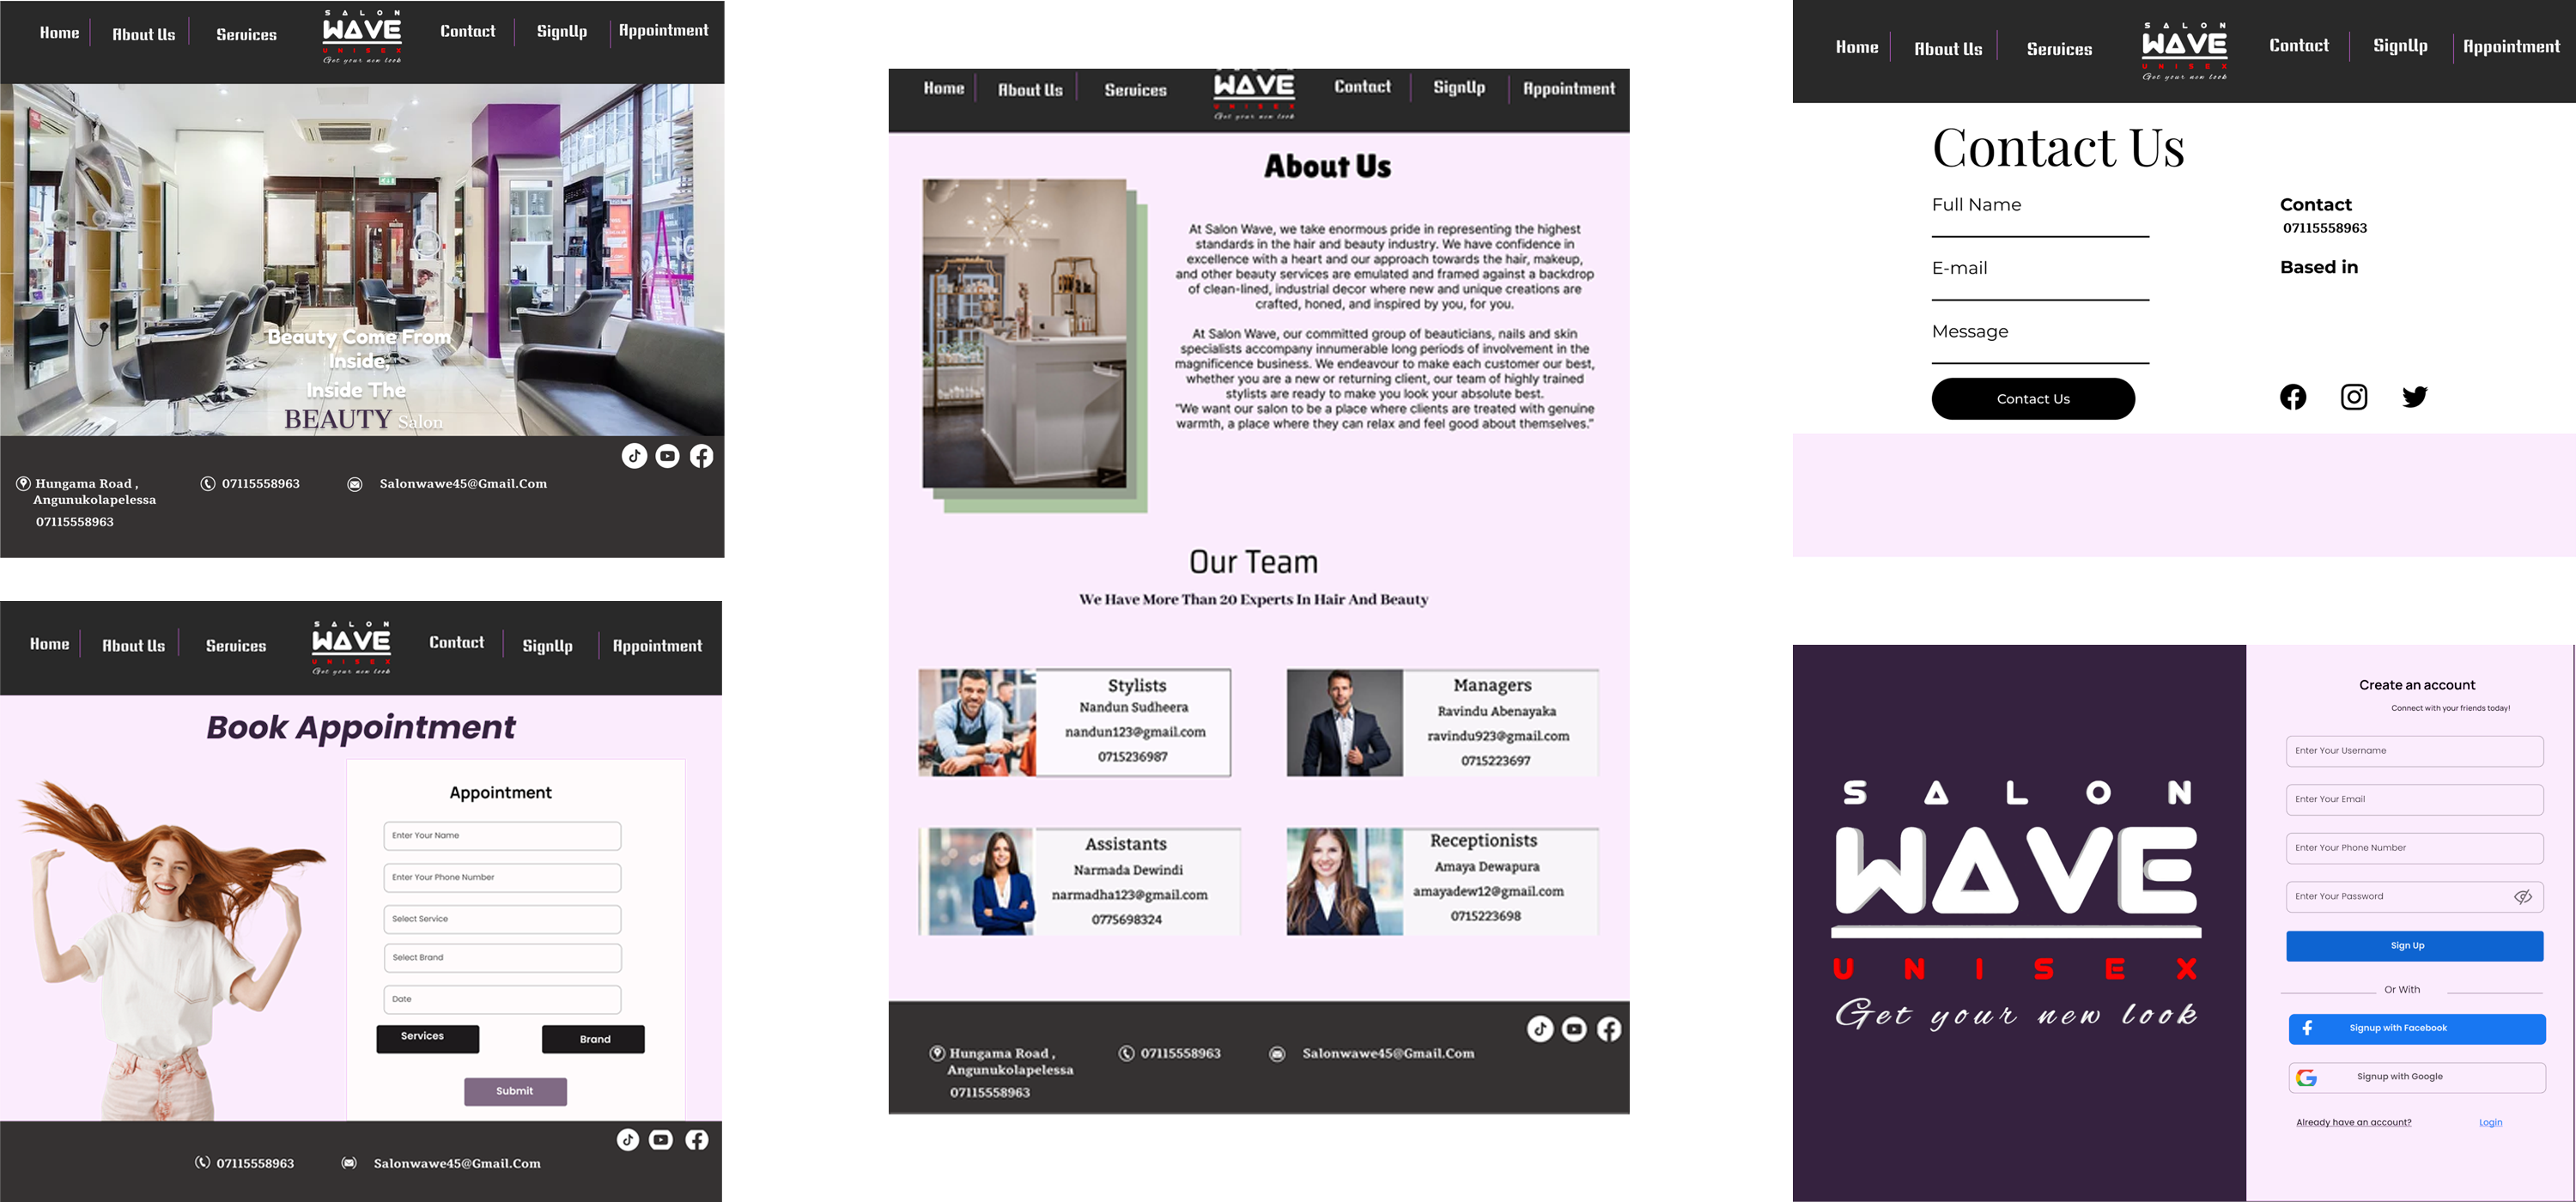 Home
About Us
Services
SALON
WAVE
UNISEX
Get your new look
Contact
SignUp
Appointment
Beauty Come From
Inside,
Inside The
BEAUTY Salon
Hungama Road ,
Angunukolapelessa
07115558963
07115558963
Salonwawe45@Gmail.Com
Home
About Us
Services
SALON
WAVE
UNISEX
Get your new look
Contact
SignUp
Appointment
Book Appointment
Appointment
Enter Your Name
Enter Your Phone Number
Select Service
Select Brand
Date
Services
Brand
Submit
07115558963
Salonwawe45@Gmail.Com
Home
About Us
Services
WAVE
UNISEX
Get your new look
Contact
SignUp
Appointment
About Us
At Salon Wave, we take enormous pride in representing the highest
standards in the hair and beauty industry. We have confidence in
excellence with a heart and our approach towards the hair, makeup,
and other beauty services are emulated and framed against a backdrop
of clean-lined, industrial decor where new and unique creations are
crafted, honed, and inspired by you, for you.
At Salon Wave, our committed group of beauticians, nails and skin
specialists accompany innumerable long periods of involvement in the
magnificence business. We endeavour to make each customer our best,
whether you are a new or returning client, our team of highly trained
stylists are ready to make you look your absolute best.
"We want our salon to be a place where clients are treated with genuine
warmth, a place where they can relax and feel good about themselves."
Our Team
We Have More Than 20 Experts In Hair And Beauty
Stylists
Nandun Sudheera
nandun123@gmail.com
0715236987
Managers
Ravindu Abenayaka
ravindu923@gmail.com
0715223697
Assistants
Narmada Dewindi
narmadha123@gmail.com
0775698324
Receptionists
Amaya Dewapura
amayadew12@gmail.com
0715223698
Hungama Road ,
Angunukolapelessa
07115558963
07115558963
Salonwawe45@Gmail.Com
Home
About Us
Services
SALON
WAVE
UNISEX
Get your new look
Contact
SignUp
Appointment
Contact Us
Full Name
E-mail
Message
Contact Us
Contact
07115558963
Based in
SALON
WAVE
UNISEX
Get your new look
Create an account
Connect with your friends today!
Enter Your Username
Enter Your Email
Enter Your Phone Number
Enter Your Password
Sign Up
Or With
Signup with Facebook
Signup with Google
Already have an account?
Login